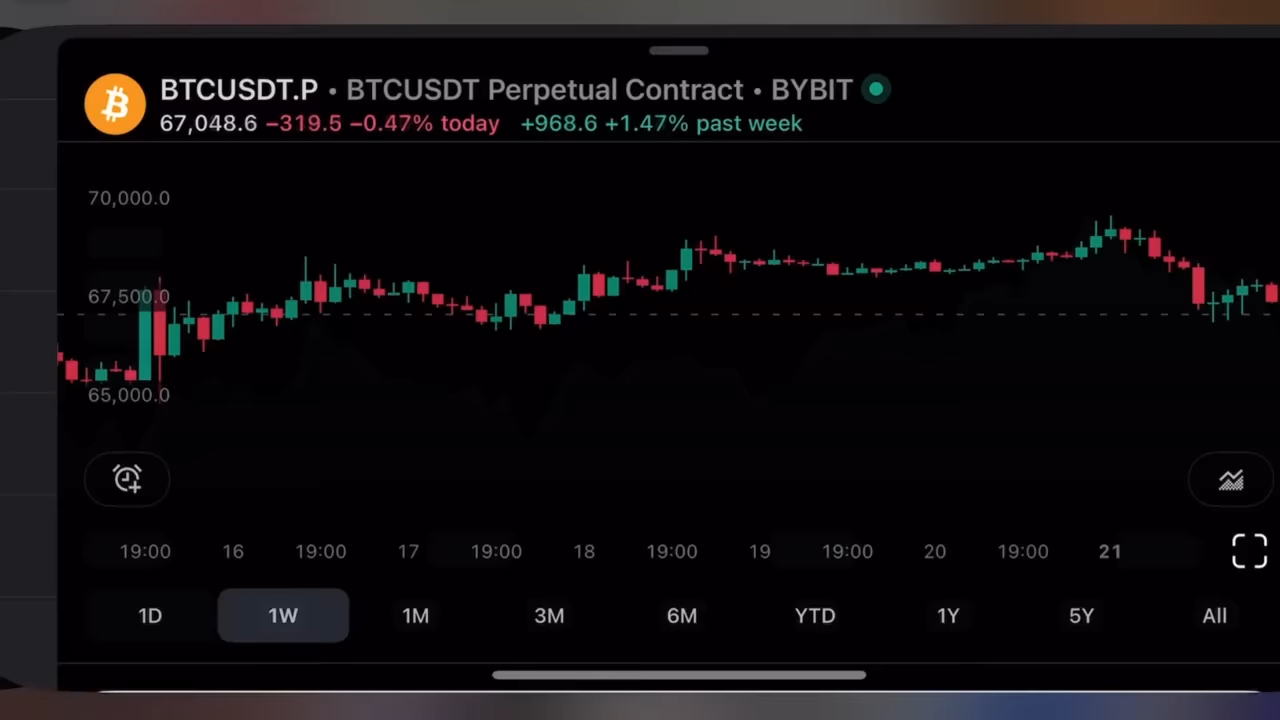 BTCUSDT.P • BTCUSDT Perpetual Contract • BYBIT
67,048.6 −319.5 −0.47% today +968.6 +1.47% past week
70,000.0
67,500.0
65,000.0
19:00 16 19:00 17 19:00 18 19:00 19 19:00 20 19:00 21
1D 1W 1M 3M 6M YTD 1Y 5Y All